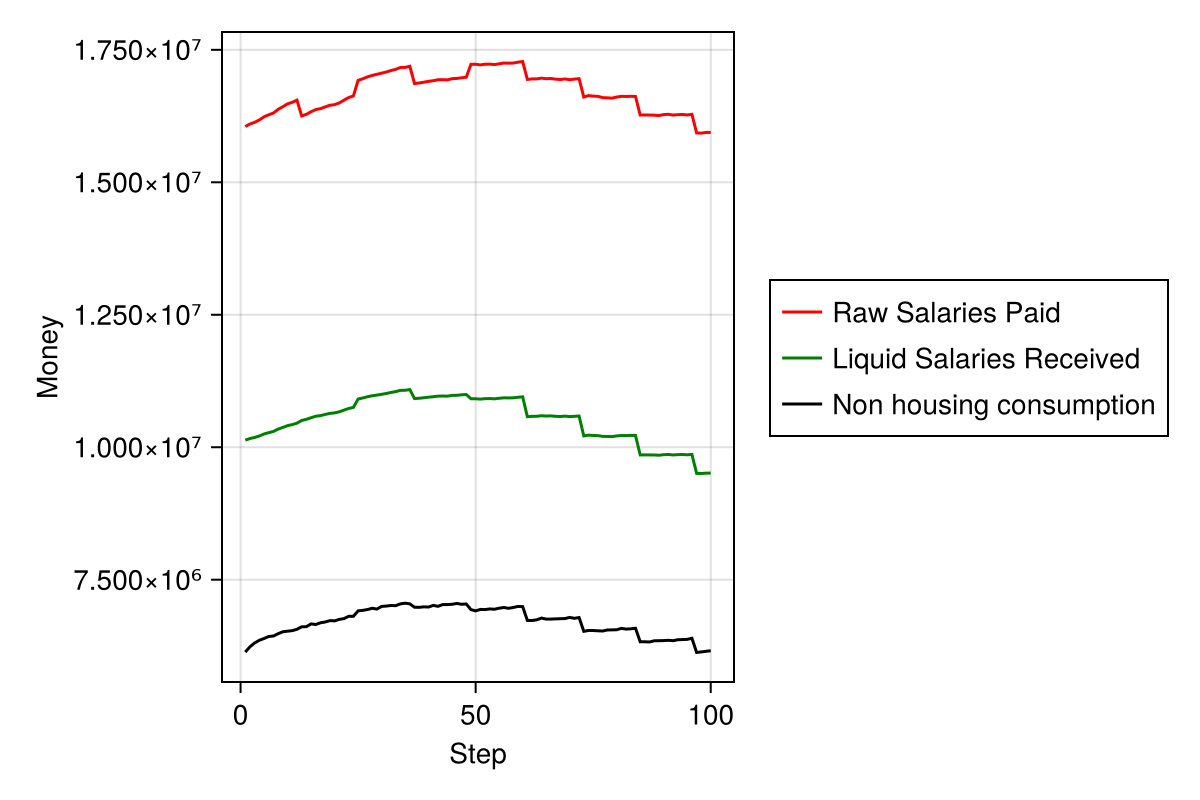 1.750×10⁷
1.500×10⁷
1.250×10⁷
1.000×10⁷
7.500×10⁶
Money
0
50
100
Step
Raw Salaries Paid
Liquid Salaries Received
Non housing consumption